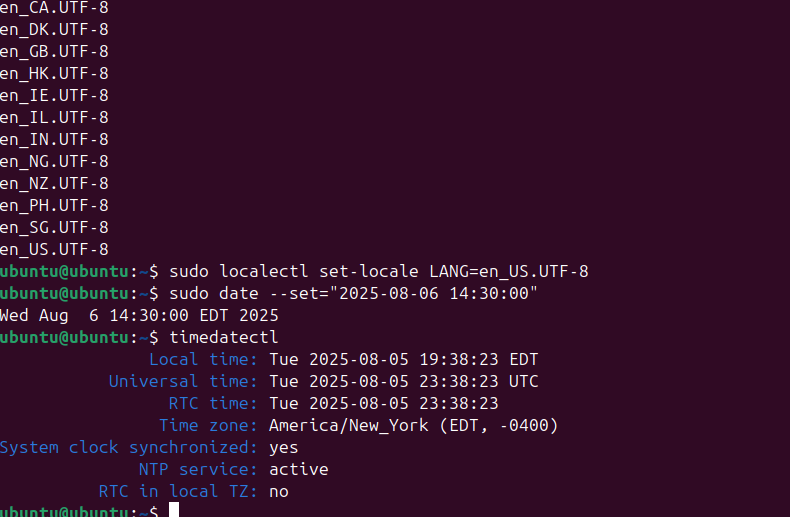 en_CA.UTF-8
en_DK.UTF-8
en_GB.UTF-8
en_HK.UTF-8
en_IE.UTF-8
en_IL.UTF-8
en_IN.UTF-8
en_NG.UTF-8
en_NZ.UTF-8
en_PH.UTF-8
en_SG.UTF-8
en_US.UTF-8
ubuntu@ubuntu:~$ sudo localectl set-locale LANG=en_US.UTF-8
ubuntu@ubuntu:~$ sudo date --set="2025-08-06 14:30:00"
Wed Aug  6 14:30:00 EDT 2025
ubuntu@ubuntu:~$ timedatectl
               Local time: Tue 2025-08-05 19:38:23 EDT
           Universal time: Tue 2025-08-05 23:38:23 UTC
                 RTC time: Tue 2025-08-05 23:38:23
                Time zone: America/New_York (EDT, -0400)
System clock synchronized: yes
              NTP service: active
          RTC in local TZ: no
ubuntu@ubuntu:~$